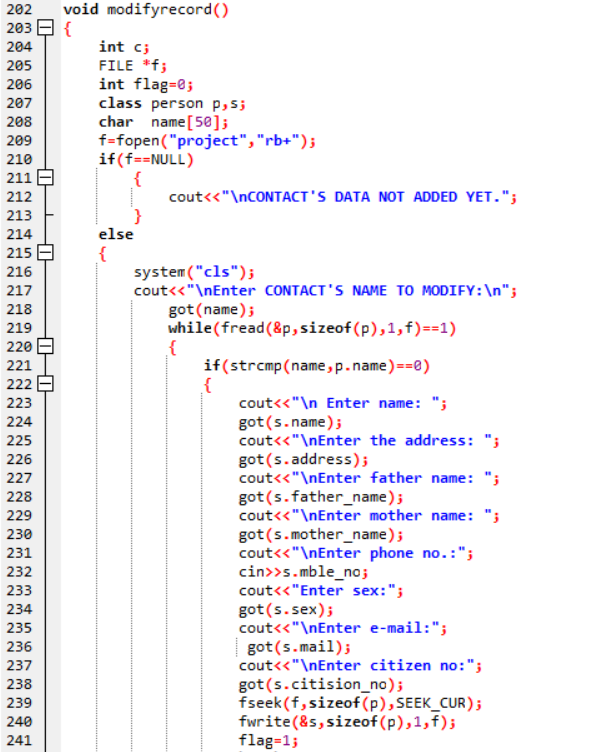 202 void modifyrecord()
203 {
204     int c;
205     FILE *f;
206     int flag=0;
207     class person p,s;
208     char  name[50];
209     f=fopen("project","rb+");
210     if(f==NULL)
211         {
212             cout<<"\nCONTACT'S DATA NOT ADDED YET.";
213         }
214     else
215     {
216         system("cls");
217         cout<<"\nEnter CONTACT'S NAME TO MODIFY:\n";
218             got(name);
219             while(fread(&p,sizeof(p),1,f)==1)
220             {
221                 if(strcmp(name,p.name)==0)
222                 {
223                     cout<<"\n Enter name: ";
224                     got(s.name);
225                     cout<<"\nEnter the address: ";
226                     got(s.address);
227                     cout<<"\nEnter father name: ";
228                     got(s.father_name);
229                     cout<<"\nEnter mother name: ";
230                     got(s.mother_name);
231                     cout<<"\nEnter phone no.:";
232                     cin>>s.mble_no;
233                     cout<<"Enter sex:";
234                     got(s.sex);
235                     cout<<"\nEnter e-mail:";
236                      got(s.mail);
237                     cout<<"\nEnter citizen no:";
238                     got(s.citision_no);
239                     fseek(f,sizeof(p),SEEK_CUR);
240                     fwrite(&s,sizeof(p),1,f);
241                     flag=1;